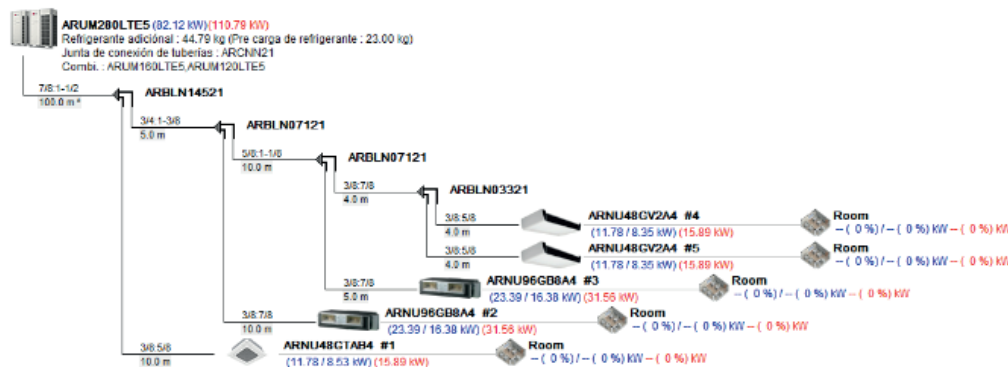 ARUM280LTE5 (82.12 kW) (110.79 kW)
Refrigerante adiciónal : 44.79 kg (Pre carga de refrigerante : 23.00 kg)
Junta de conexión de tuberías : ARCNN21
Combi. : ARUM160LTE5,ARUM120LTE5
7/8:1-1/2
100.0 m *
ARBLN14521
3/4:1-3/8
5.0 m
ARBLN07121
5/8:1-1/8
10.0 m
ARBLN07121
3/8:7/8
4.0 m
ARBLN03321
3/8:5/8
4.0 m
ARNU48GV2A4 #4
(11.78 / 8.35 kW) (15.89 kW)
Room
-- ( 0 %) / -- ( 0 %) kW -- ( 0 %) kW
3/8:5/8
4.0 m
ARNU48GV2A4 #5
(11.78 / 8.35 kW) (15.89 kW)
Room
-- ( 0 %) / -- ( 0 %) kW -- ( 0 %) kW
3/8:7/8
5.0 m
ARNU96GB8A4 #3
(23.39 / 16.38 kW) (31.56 kW)
Room
-- ( 0 %) / -- ( 0 %) kW -- ( 0 %) kW
3/8:7/8
10.0 m
ARNU96GB8A4 #2
(23.39 / 16.38 kW) (31.56 kW)
Room
-- ( 0 %) / -- ( 0 %) kW -- ( 0 %) kW
3/8:5/8
10.0 m
ARNU48GTAB4 #1
(11.78 / 8.53 kW) (15.89 kW)
Room
-- ( 0 %) / -- ( 0 %) kW -- ( 0 %) kW